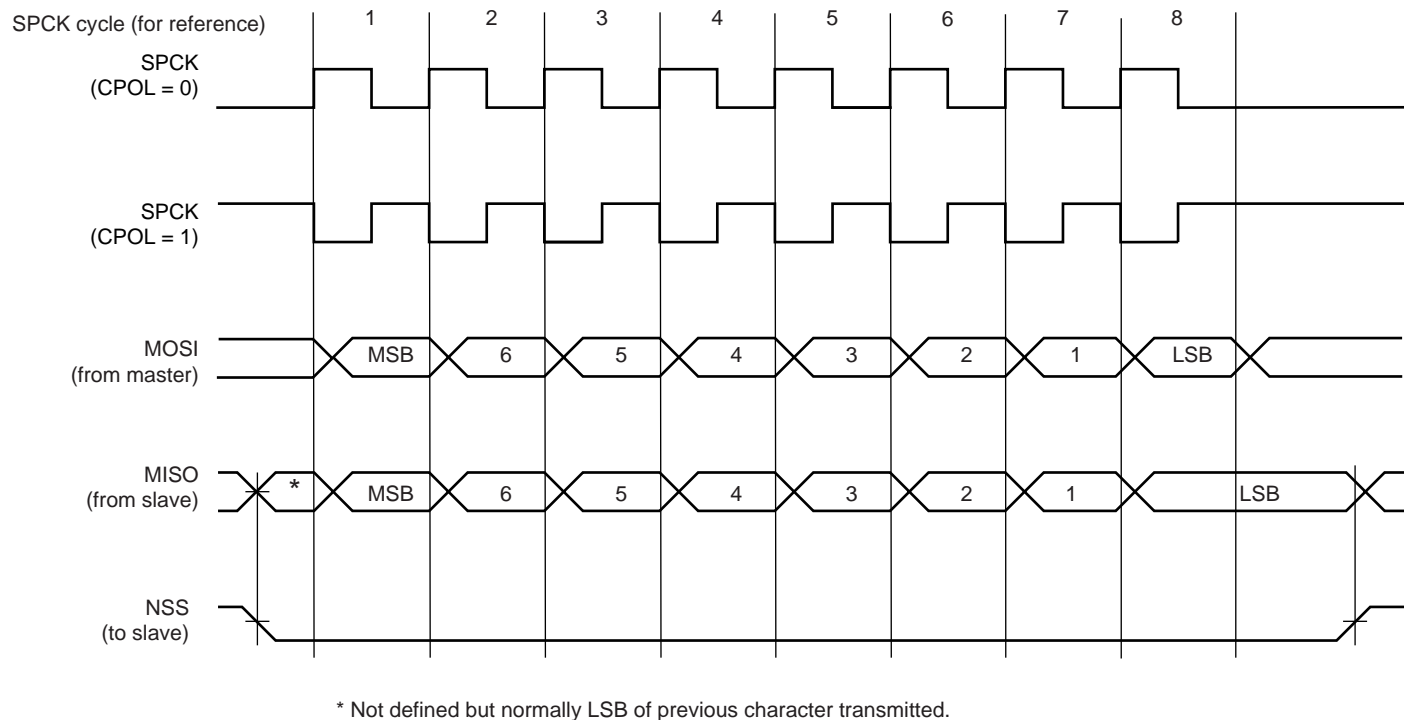 SPCK cycle (for reference) 1 2 3 4 5 6 7 8
SPCK
(CPOL = 0)
SPCK
(CPOL = 1)
MOSI
(from master)
MSB 6 5 4 3 2 1 LSB
MISO
(from slave)
* MSB 6 5 4 3 2 1 LSB
NSS
(to slave)
* Not defined but normally LSB of previous character transmitted.